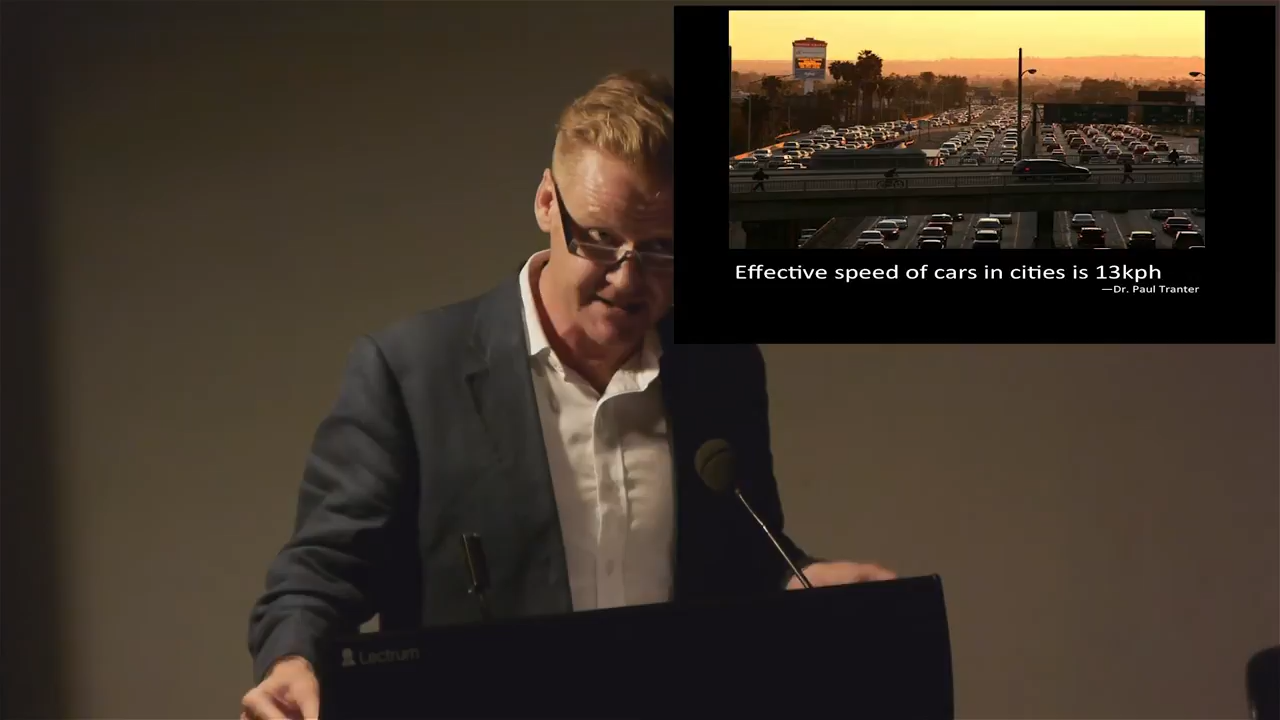 Effective speed of cars in cities is 13kph
—Dr. Paul Tranter
Lectrum